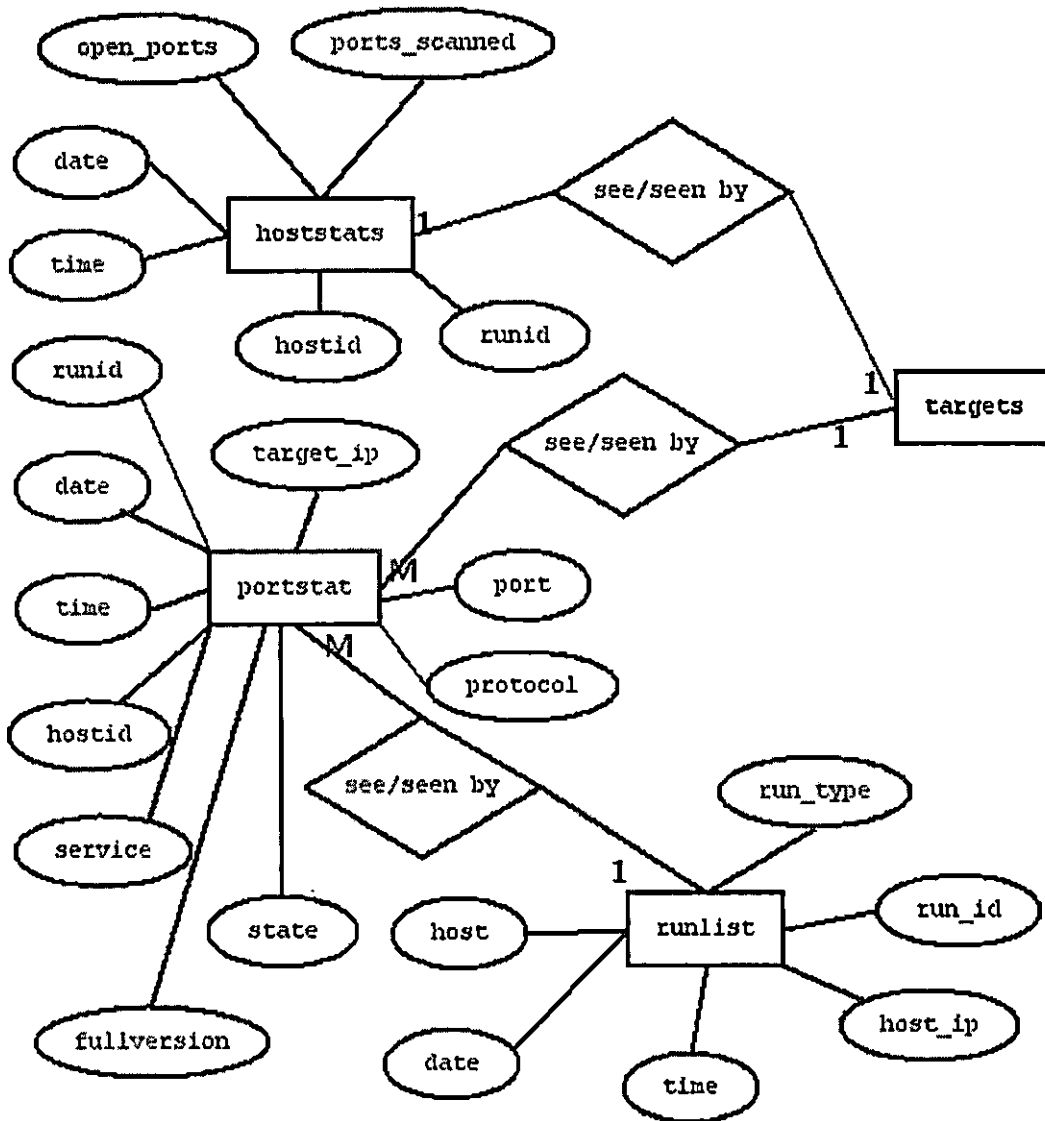 open_ports
ports_scanned
date
see/seen by
hoststats
1
time
hostid
runid
runid
1
targets
target_ip
see/seen by
1
date
portstat
M
port
time
M
protocol
hostid
see/seen by
run_type
service
1
run_id
state
host
runlist
host_ip
fullversion
date
time